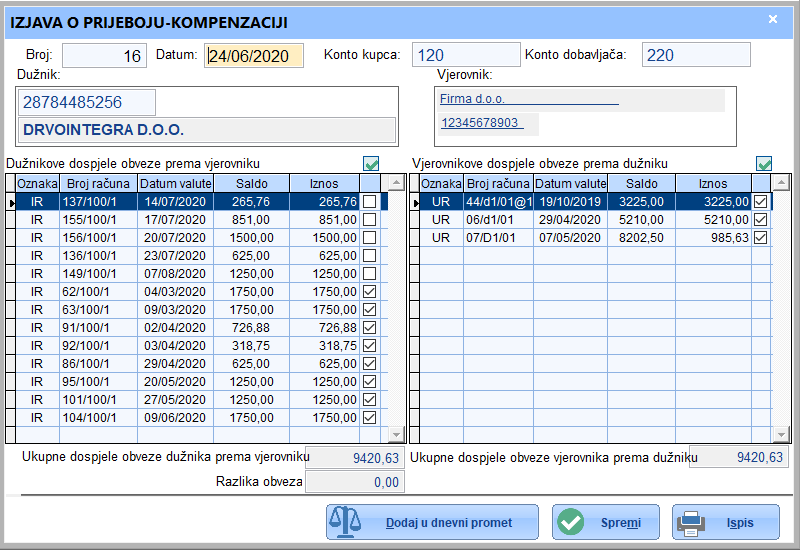 IZJAVA O PRIJEBOJU-KOMPENZACIJI
Broj: 16 Datum: 24/06/2020 Konto kupca: 120 Konto dobavljača: 220
Dužnik: Vjerovnik:
28784485256
DRVOINTEGRA D.O.O.
Firma d.o.o.
12345678903
Dužnikove dospjele obveze prema vjerovniku
Oznaka Broj računa Datum valute Saldo Iznos
IR 137/100/1 14/07/2020 265,76 265,76
IR 155/100/1 17/07/2020 851,00 851,00
IR 156/100/1 20/07/2020 1500,00 1500,00
IR 136/100/1 23/07/2020 625,00 625,00
IR 149/100/1 07/08/2020 1250,00 1250,00
IR 62/100/1 04/03/2020 1750,00 1750,00
IR 63/100/1 09/03/2020 1750,00 1750,00
IR 91/100/1 02/04/2020 726,88 726,88
IR 92/100/1 03/04/2020 318,75 318,75
IR 86/100/1 29/04/2020 625,00 625,00
IR 95/100/1 20/05/2020 1250,00 1250,00
IR 101/100/1 27/05/2020 1250,00 1250,00
IR 104/100/1 09/06/2020 1750,00 1750,00
Ukupne dospjele obveze dužnika prema vjerovniku 9420,63
Razlika obveza 0,00
Vjerovnikove dospjele obveze prema dužniku
Oznaka Broj računa Datum valute Saldo Iznos
UR 44/d1/01@1 19/10/2019 3225,00 3225,00
UR 06/d1/01 29/04/2020 5210,00 5210,00
UR 07/D1/01 07/05/2020 8202,50 985,63
Ukupne dospjele obveze vjerovnika prema dužniku 9420,63
Dodaj u dnevni promet Spremi Ispis